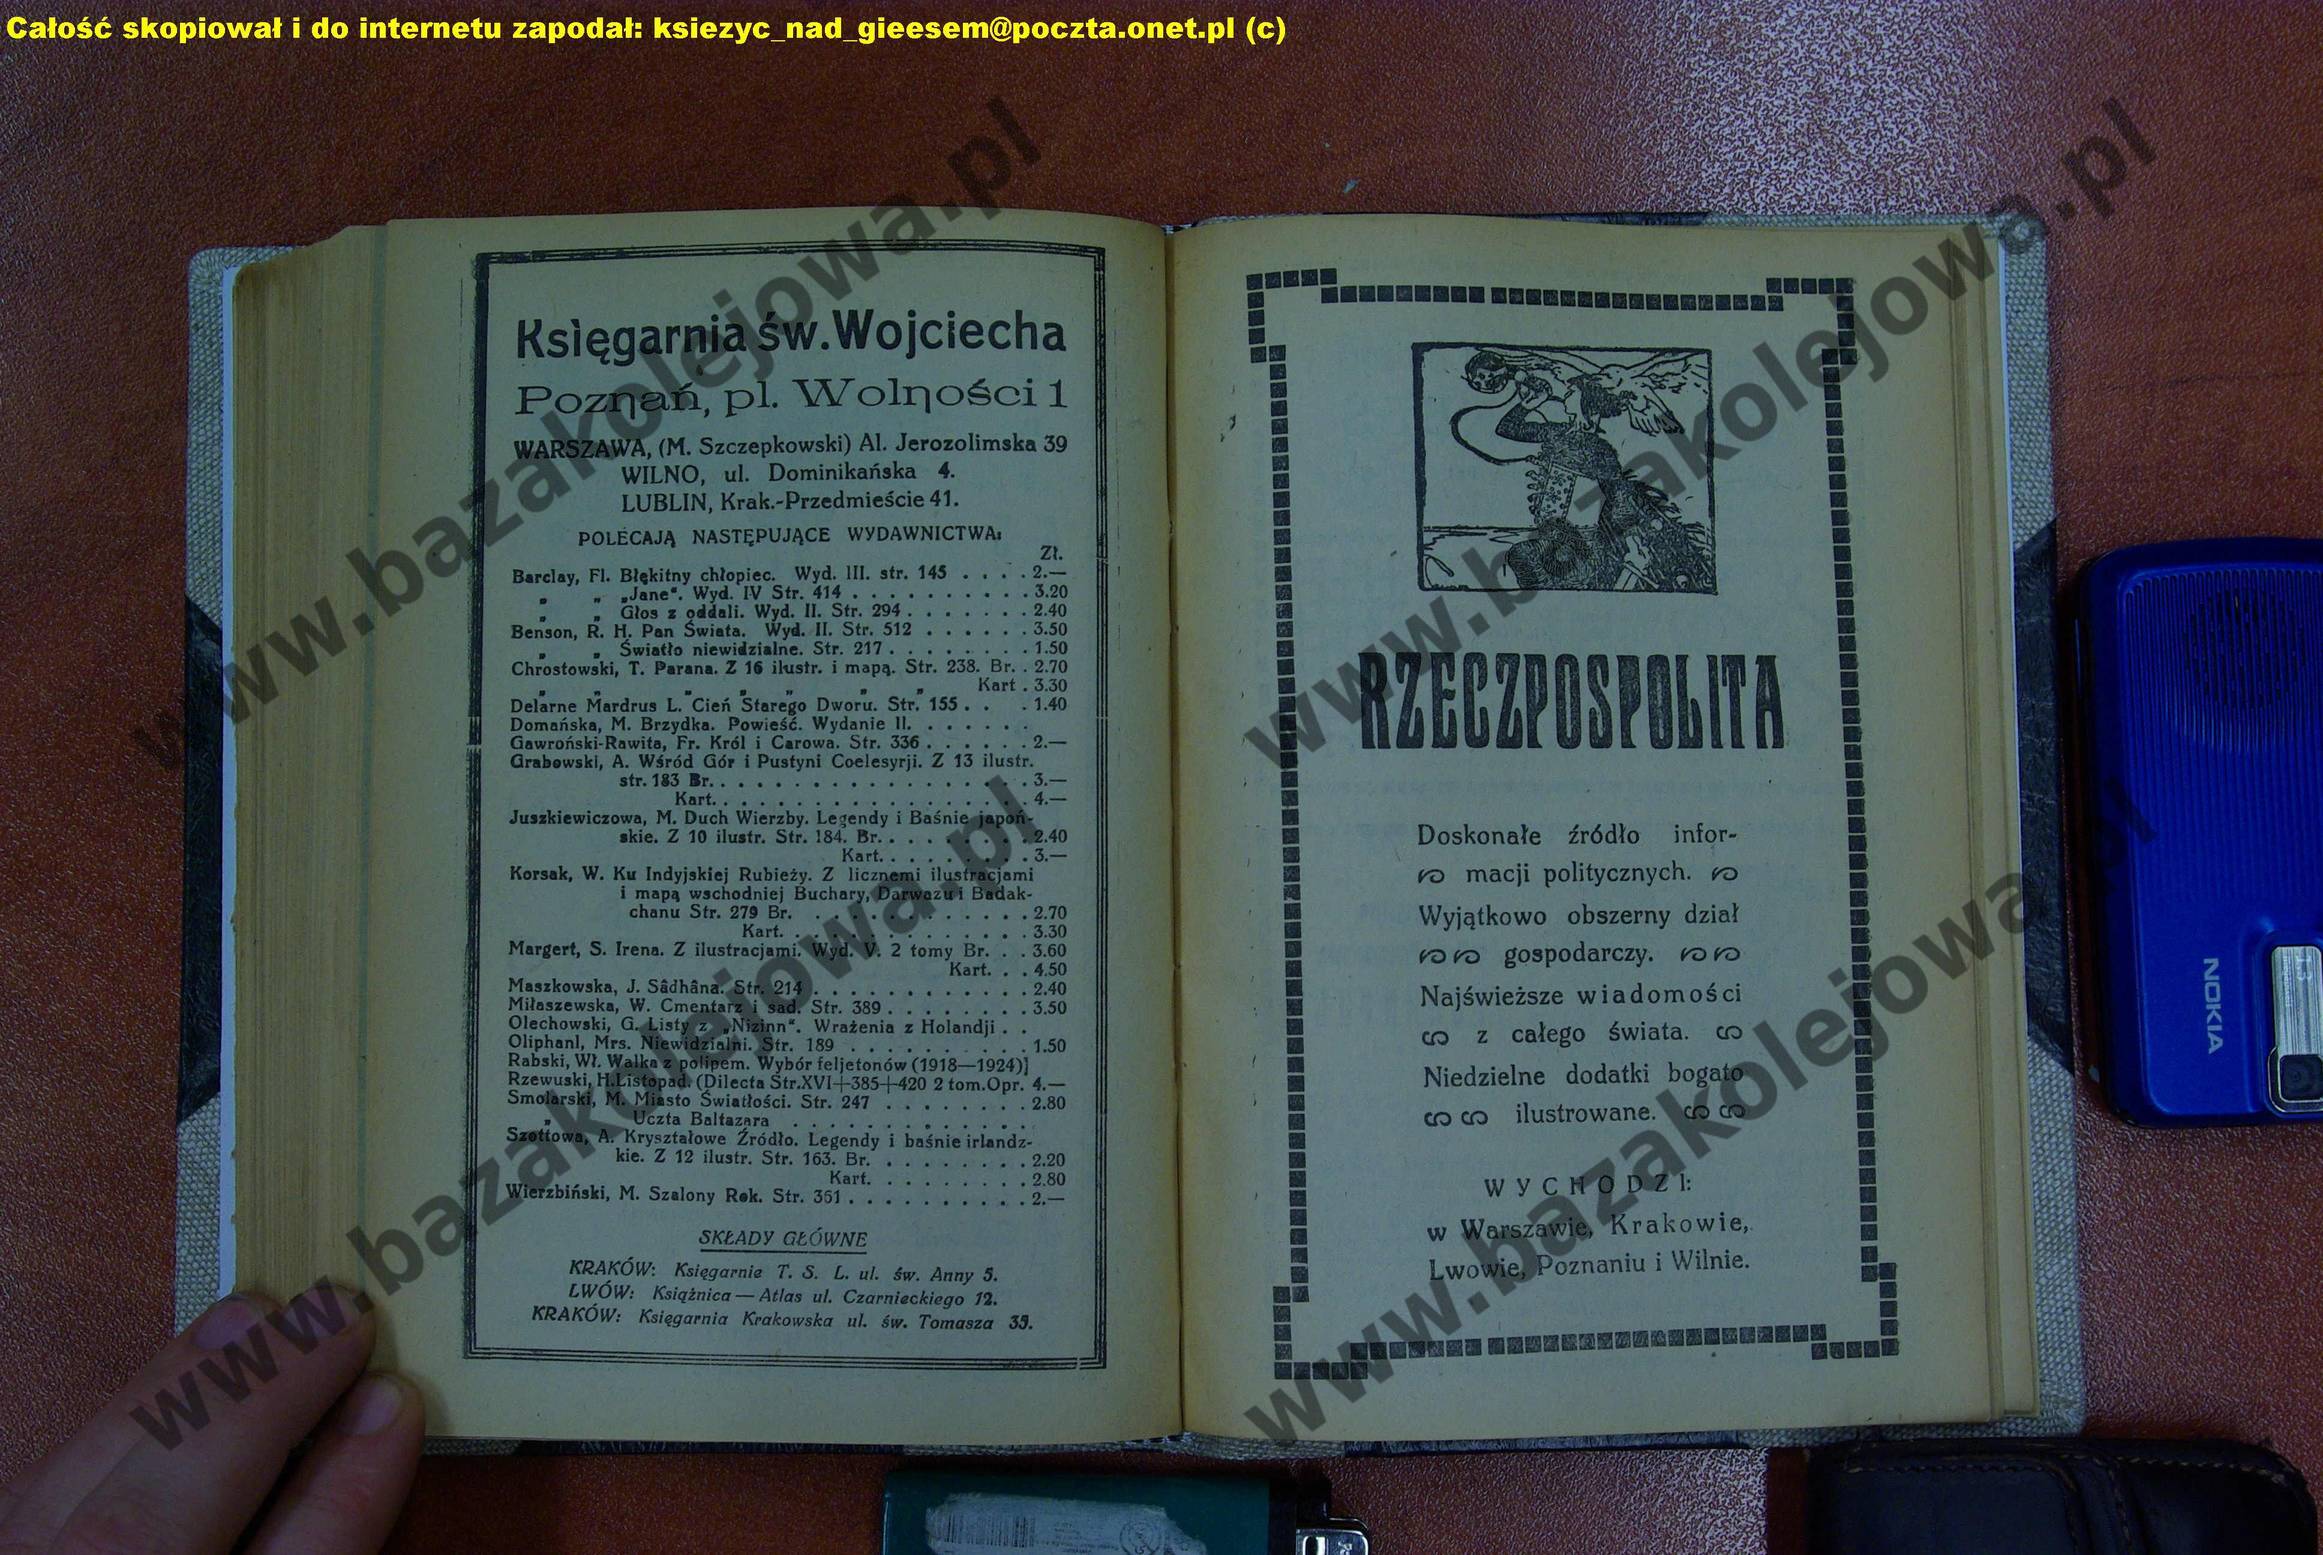 Całość skopiował i do internetu zapodał: ksiezyc_nad_gieesem@poczta.onet.pl (c)
Księgarnia św. Wojciecha
Poznań, pl. Wolności 1
WARSZAWA, (M. Szczepkowski) Al. Jerozolimska 39
WILNO, ul. Dominikańska 4.
LUBLIN, Krak.-Przedmieście 41.
POLECAJĄ NASTĘPUJĄCE WYDAWNICTWA:
Zł.
Barclay, Fl. Błękitny chłopiec. Wyd. III. str. 145 . . . . 2.—
„ „ „Jane“. Wyd. IV Str. 414 . . . . . . . . . . 3.20
„ „ Głos z oddali. Wyd. II. Str. 294 . . . . . . . 2.40
Benson, R. H. Pan Świata. Wyd. II. Str. 512 . . . . . . 3.50
„ „ Światło niewidzialne. Str. 217 . . . . . . . . 1.50
Chrostowski, T. Parana. Z 16 ilustr. i mapą. Str. 238. Br. . 2.70
„ „ „ „ „ „ „ Kart . 3.30
Delarne Mardrus L. Cień Starego Dworu. Str. 155 . . . 1.40
Domańska, M. Brzydka. Powieść. Wydanie II. . . . . . .
Gawroński-Rawita, Fr. Król i Carowa. Str. 336 . . . . . . 2.—
Grabowski, A. Wśród Gór i Pustyni Coelesyrji. Z 13 ilustr.
str. 183 Br. . . . . . . . . . . . . . . . . . 3.—
Kart. . . . . . . . . . . . . . . . . . 4.—
Juszkiewiczowa, M. Duch Wierzby. Legendy i Baśnie japoń-
skie. Z 10 ilustr. Str. 184. Br. . . . . . . . . 2.40
Kart. . . . . . . . . 3.—
Korsak, W. Ku Indyjskiej Rubieży. Z licznemi ilustracjami
i mapą wschodniej Buchary, Darwazu i Badak-
chanu Str. 279 Br. . . . . . . . . . . . . 2.70
Kart. . . . . . . . . . . . . . 3.30
Margert, S. Irena. Z ilustracjami. Wyd. V. 2 tomy Br. . . 3.60
Kart. . . 4.50
Maszkowska, J. Sâdhâna. Str. 214 . . . . . . . . . . . . 2.40
Miłaszewska, W. Cmentarz i sad. Str. 389 . . . . . . . . 3.50
Olechowski, G. Listy z „Nizinn“. Wrażenia z Holandji . .
Oliphanl, Mrs. Niewidzialni. Str. 189 . . . . . . . . . . 1.50
Rabski, Wł. Walka z polipem. Wybór feljetonów (1918—1924)]
Rzewuski, H. Listopad. (Dilecta Str. XVI+385+420 2 tom. Opr. 4.—
Smolarski, M. Miasto Światłości. Str. 247 . . . . . . . . 2.80
„ Uczta Baltazara . . . . . . . . . . . . .
Szottowa, A. Kryształowe Źródło. Legendy i baśnie irlandz-
kie. Z 12 ilustr. Str. 163. Br. . . . . . . . . 2.20
Kart. . . . . . . . . 2.80
Wierzbiński, M. Szalony Rok. Str. 361 . . . . . . . . . . 2.—
SKŁADY GŁÓWNE
KRAKÓW: Księgarnie T. S. L. ul. św. Anny 5.
LWÓW: Książnica — Atlas ul. Czarnieckiego 12.
KRAKÓW: Księgarnia Krakowska ul. św. Tomasza 35.
RZECZPOSPOLITA
Doskonałe źródło infor-
macji politycznych.
Wyjątkowo obszerny dział
gospodarczy.
Najświeższe wiadomości
z całego świata.
Niedzielne dodatki bogato
ilustrowane.
WYCHODZI:
w Warszawie, Krakowie,
Lwowie, Poznaniu i Wilnie.
NOKIA
www.bazakolejowa.pl
www.bazakolejowa.pl
www.bazakolejowa.pl
www.bazakolejowa.pl